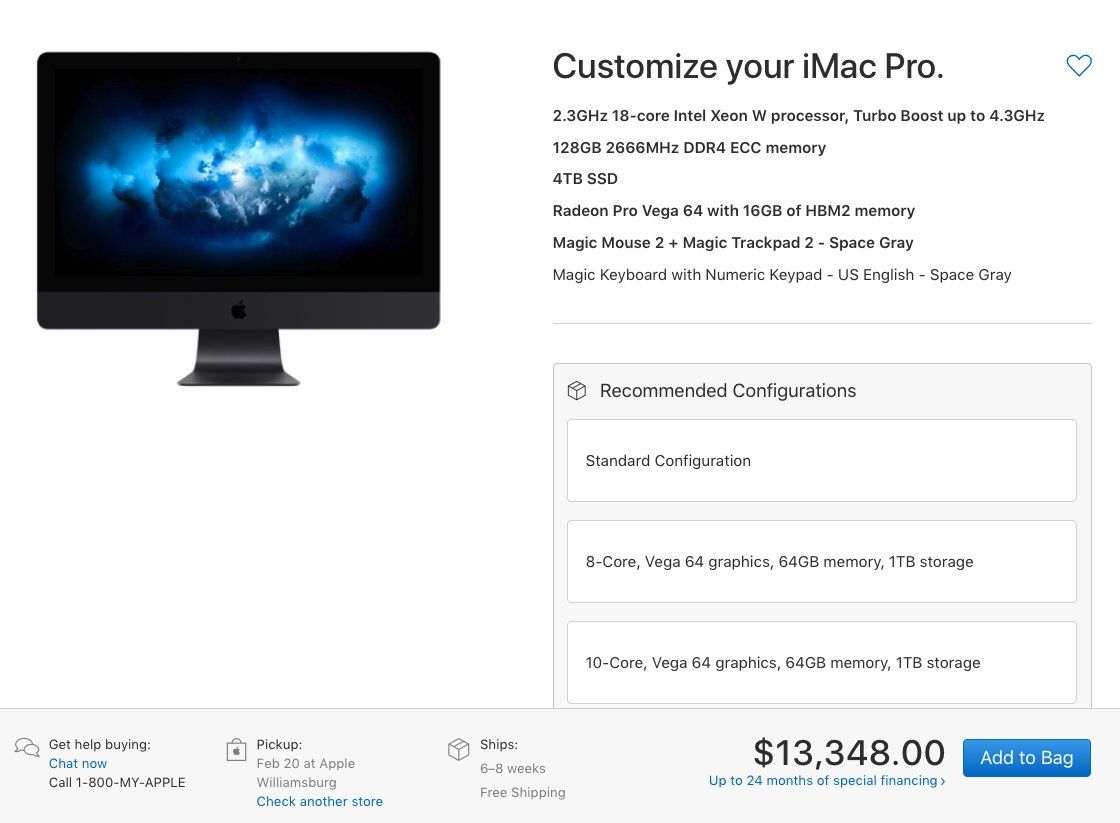 Customize your iMac Pro.
2.3GHz 18-core Intel Xeon W processor, Turbo Boost up to 4.3GHz
128GB 2666MHz DDR4 ECC memory
4TB SSD
Radeon Pro Vega 64 with 16GB of HBM2 memory
Magic Mouse 2 + Magic Trackpad 2 - Space Gray
Magic Keyboard with Numeric Keypad - US English - Space Gray
Recommended Configurations
Standard Configuration
8-Core, Vega 64 graphics, 64GB memory, 1TB storage
10-Core, Vega 64 graphics, 64GB memory, 1TB storage
Get help buying:
Chat now
Call 1-800-MY-APPLE
Pickup:
Feb 20 at Apple
Williamsburg
Check another store
Ships:
6–8 weeks
Free Shipping
$13,348.00
Up to 24 months of special financing ›
Add to Bag